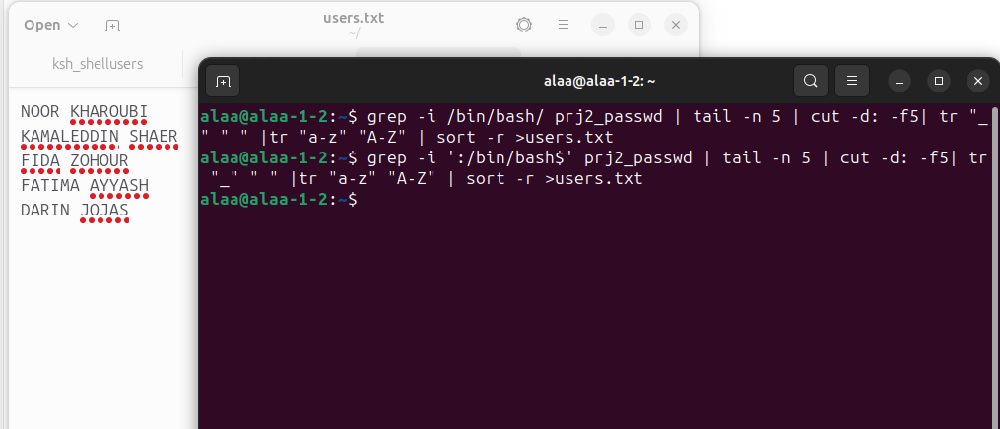 Open
users.txt
~/
ksh_shellusers
NOOR KHAROUBI
KAMALEDDIN SHAER
FIDA ZOHOUR
FATIMA AYYASH
DARIN JOJAS
alaa@alaa-1-2: ~
alaa@alaa-1-2:~$ grep -i /bin/bash/ prj2_passwd | tail -n 5 | cut -d: -f5| tr "_
" " " |tr "a-z" "A-Z" | sort -r >users.txt
alaa@alaa-1-2:~$ grep -i ':/bin/bash$' prj2_passwd | tail -n 5 | cut -d: -f5| tr
"_" " " |tr "a-z" "A-Z" | sort -r >users.txt
alaa@alaa-1-2:~$